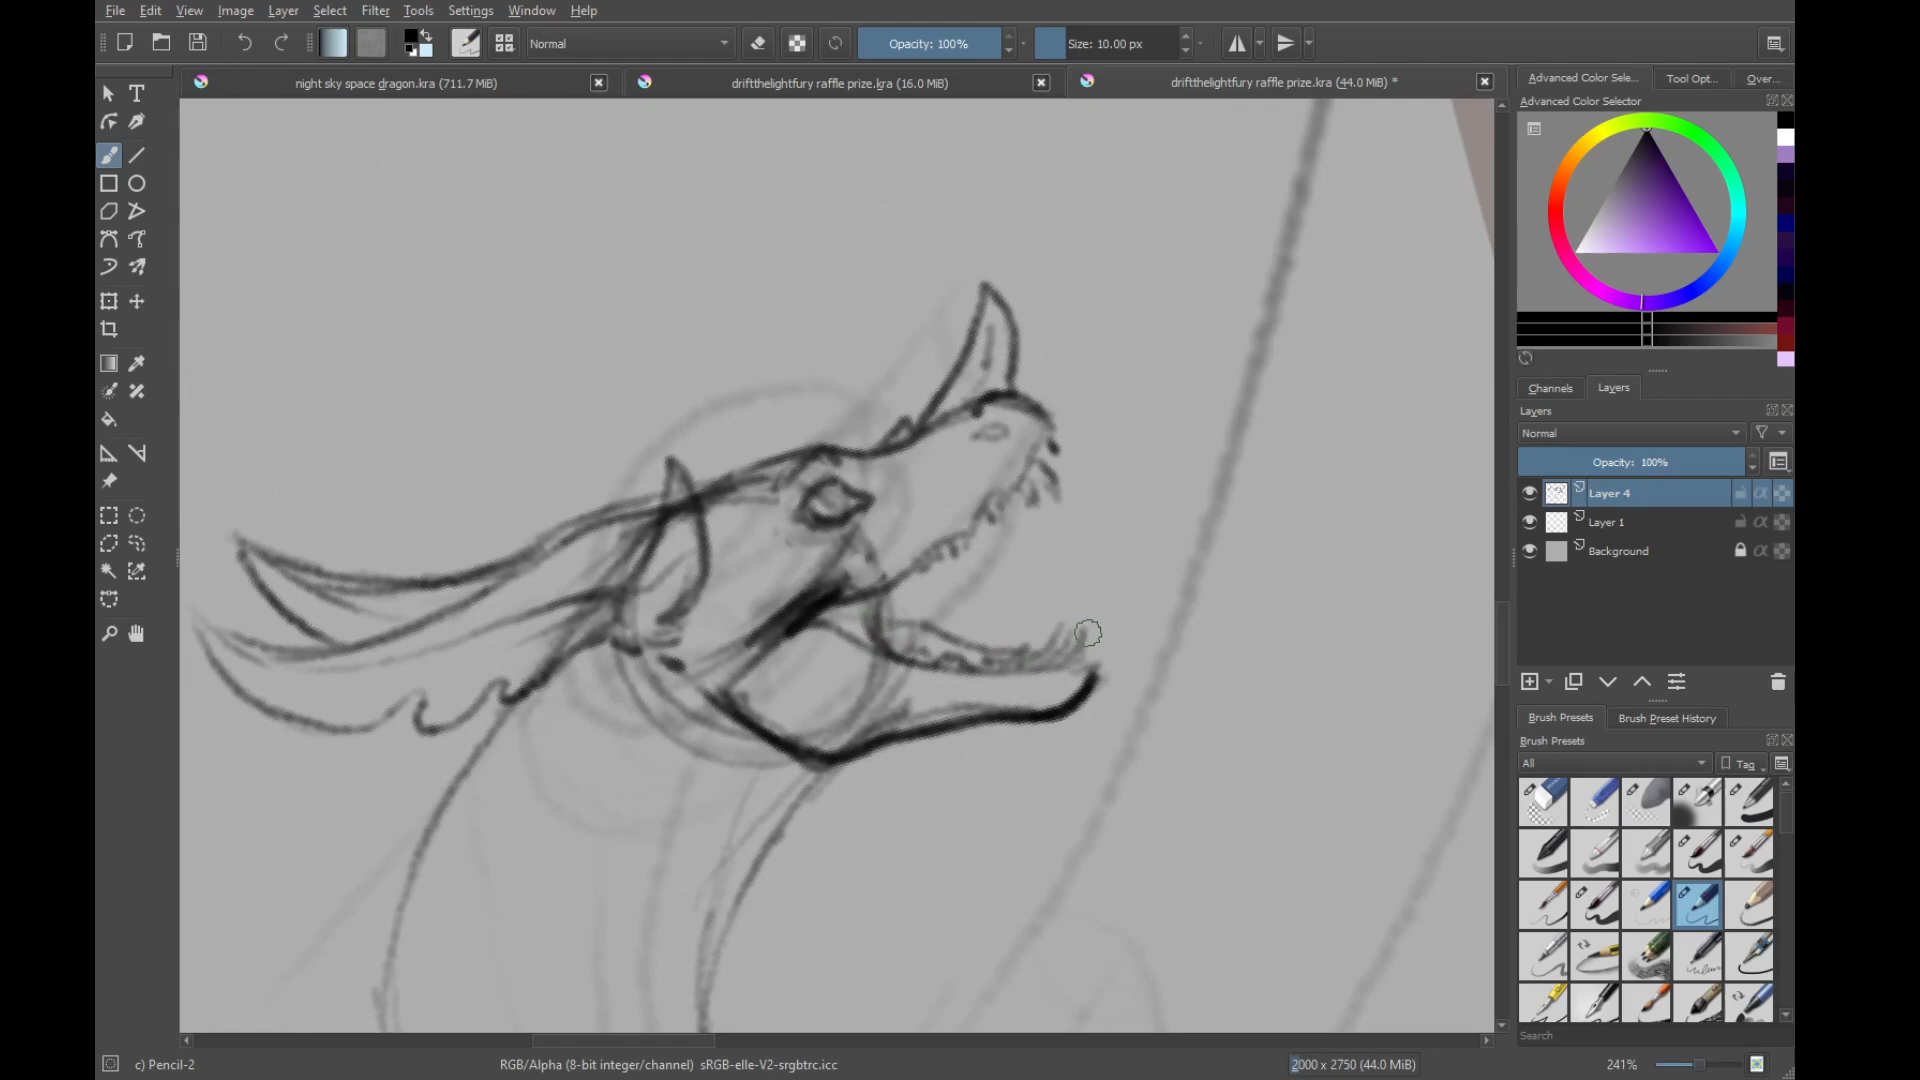 File Edit View Image Layer Select Filter Tools Settings Window Help
Normal
Opacity: 100%
Size: 10.00 px
night sky space dragon.kra (711.7 MiB)
driftthelightfury raffle prize.kra (16.0 MiB)
driftthelightfury raffle prize.kra (44.0 MiB) *
Advanced Color Sele... Tool Opt... Over...
Advanced Color Selector
Channels Layers
Layers
Normal
Opacity: 100%
Layer 4
Layer 1
Background
Brush Presets Brush Preset History
Brush Presets
All
Tag
Search
c) Pencil-2
RGB/Alpha (8-bit integer/channel) sRGB-elle-V2-srgbtrc.icc
2000 x 2750 (44.0 MiB)
241%